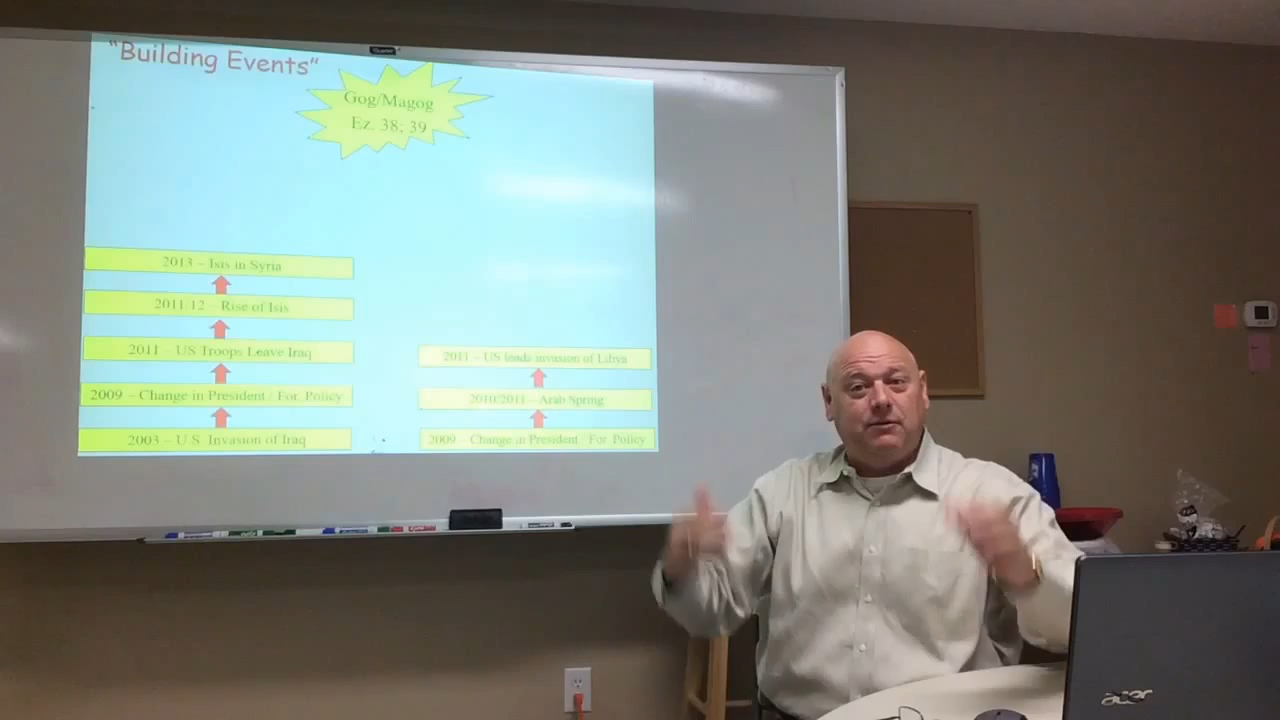 "Building Events"
Gog/Magog
Ez. 38; 39
2013 – Isis in Syria
2011/12 – Rise of Isis
2011 – US Troops Leave Iraq
2009 – Change in President / For. Policy
2003 – U.S. Invasion of Iraq
2011 – US leads invasion of Libya
2010/2011 – Arab Spring
2009 – Change in President / For. Policy
acer